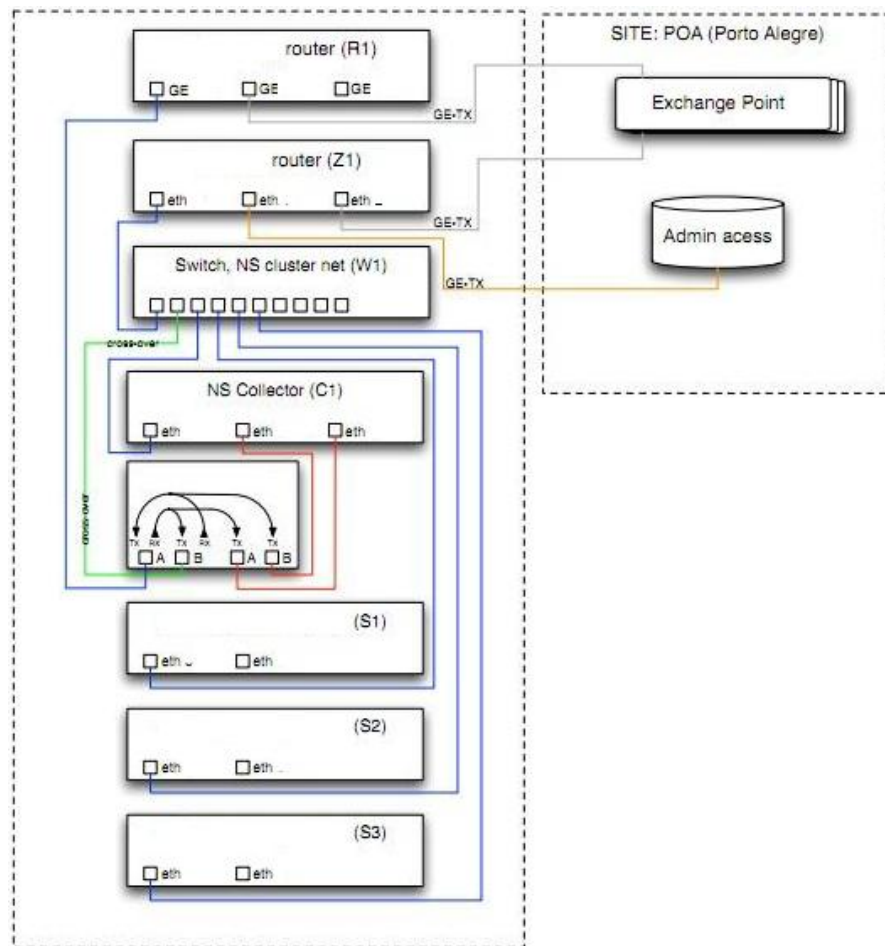 router (R1)
GE GE GE
GE-TX
router (Z1)
eth eth eth
GE-TX
Switch, NS cluster net (W1)
GE-TX
cross-over
NS Collector (C1)
eth eth eth
cross-over
TX RX TX RX TX TX
A B A B
(S1)
eth eth
(S2)
eth eth
(S3)
eth eth
SITE: POA (Porto Alegre)
Exchange Point
Admin acess